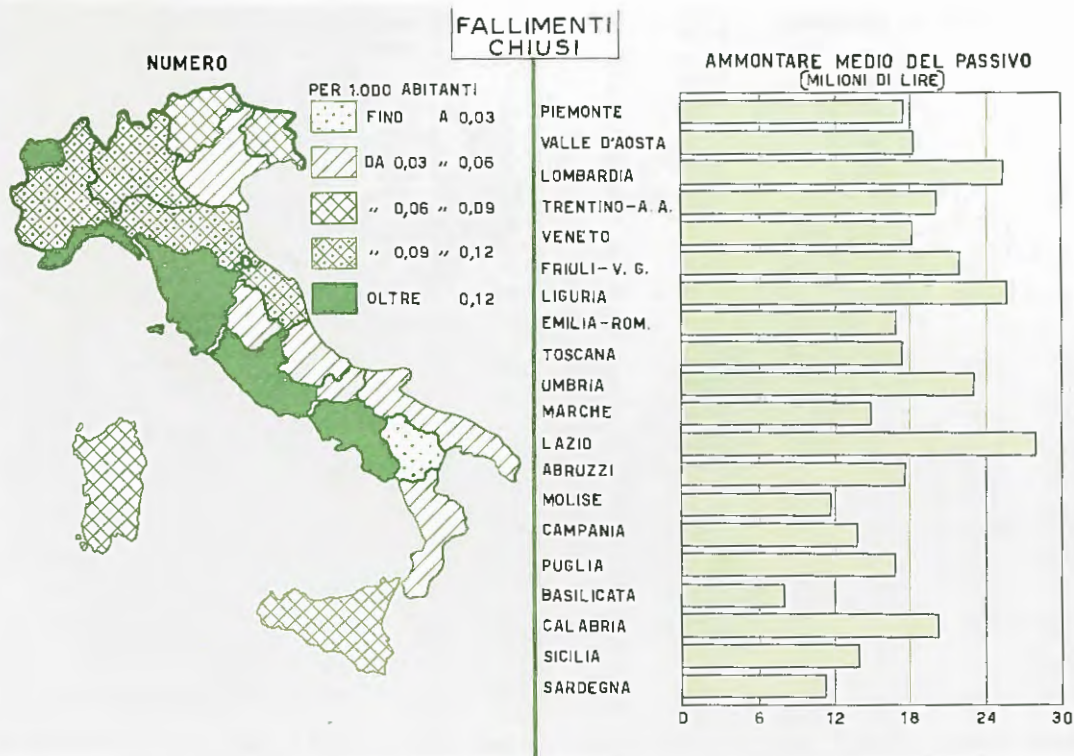 FALLIMENTI
CHIUSI
NUMERO
PER 1.000 ABITANTI
FINO A 0,03
DA 0,03 „ 0,06
„ 0,06 „ 0,09
„ 0,09 „ 0,12
OLTRE 0,12
AMMONTARE MEDIO DEL PASSIVO
(MILIONI DI LIRE)
PIEMONTE
VALLE D'AOSTA
LOMBARDIA
TRENTINO-A.A.
VENETO
FRIULI-V. G.
LIGURIA
EMILIA-ROM.
TOSCANA
UMBRIA
MARCHE
LAZIO
ABRUZZI
MOLISE
CAMPANIA
PUGLIA
BASILICATA
CALABRIA
SICILIA
SARDEGNA
0 6 12 18 24 30